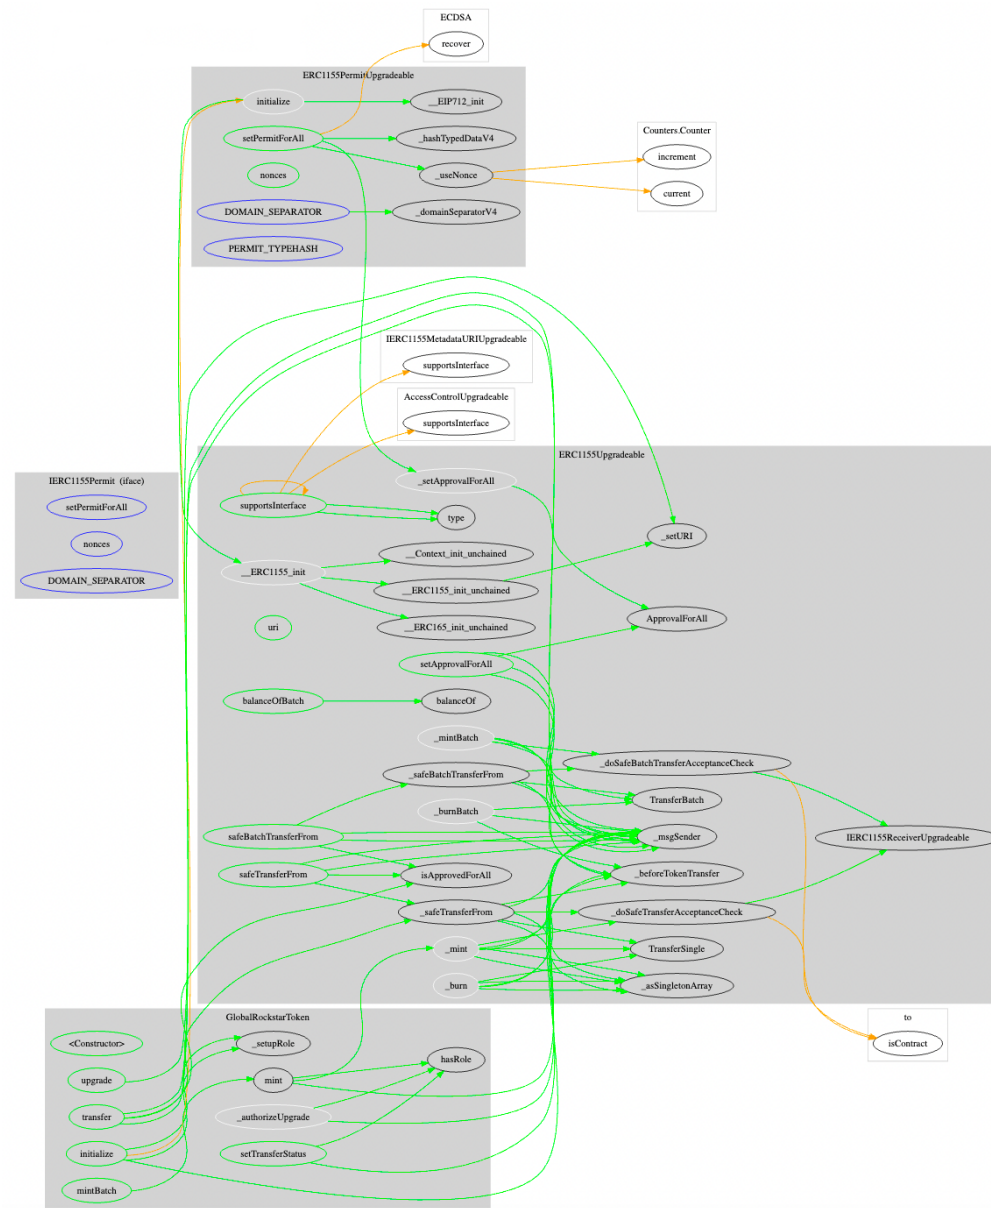 ECDSA
recover
ERC1155PermitUpgradeable
initialize
__EIP712_init
setPermitForAll
_hashTypedDataV4
nonces
_useNonce
DOMAIN_SEPARATOR
_domainSeparatorV4
PERMIT_TYPEHASH
Counters.Counter
increment
current
IERC1155MetadataURIUpgradeable
supportsInterface
AccessControlUpgradeable
supportsInterface
IERC1155Permit (iface)
setPermitForAll
nonces
DOMAIN_SEPARATOR
ERC1155Upgradeable
_setApprovalForAll
supportsInterface
type
_setURI
__Context_init_unchained
__ERC1155_init
__ERC1155_init_unchained
ApprovalForAll
uri
__ERC165_init_unchained
setApprovalForAll
balanceOfBatch
balanceOf
_mintBatch
_doSafeBatchTransferAcceptanceCheck
_safeBatchTransferFrom
TransferBatch
_burnBatch
safeBatchTransferFrom
_msgSender
IERC1155ReceiverUpgradeable
safeTransferFrom
isApprovedForAll
_beforeTokenTransfer
_safeTransferFrom
_doSafeTransferAcceptanceCheck
_mint
TransferSingle
_burn
_asSingletonArray
GlobalRockstarToken
<Constructor>
_setupRole
hasRole
upgrade
mint
transfer
_authorizeUpgrade
initialize
setTransferStatus
mintBatch
to
isContract